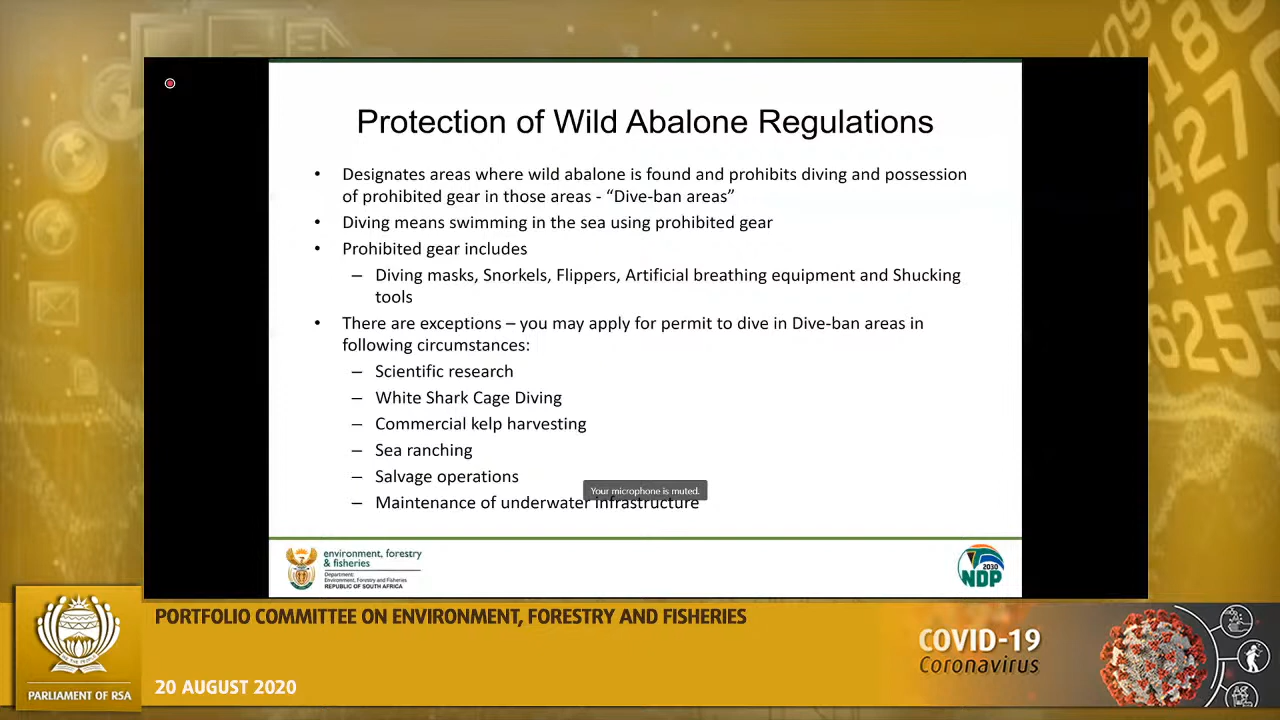 Protection of Wild Abalone Regulations
• Designates areas where wild abalone is found and prohibits diving and possession
of prohibited gear in those areas - “Dive-ban areas”
• Diving means swimming in the sea using prohibited gear
• Prohibited gear includes
– Diving masks, Snorkels, Flippers, Artificial breathing equipment and Shucking
tools
• There are exceptions – you may apply for permit to dive in Dive-ban areas in
following circumstances:
– Scientific research
– White Shark Cage Diving
– Commercial kelp harvesting
– Sea ranching
– Salvage operations
Your microphone is muted.
– Maintenance of underwater infrastructure
environment, forestry
& fisheries
Department:
Environment, Forestry and Fisheries
REPUBLIC OF SOUTH AFRICA
2030
NDP
PORTFOLIO COMMITTEE ON ENVIRONMENT, FORESTRY AND FISHERIES
20 AUGUST 2020
PARLIAMENT OF RSA
COVID-19
Coronavirus